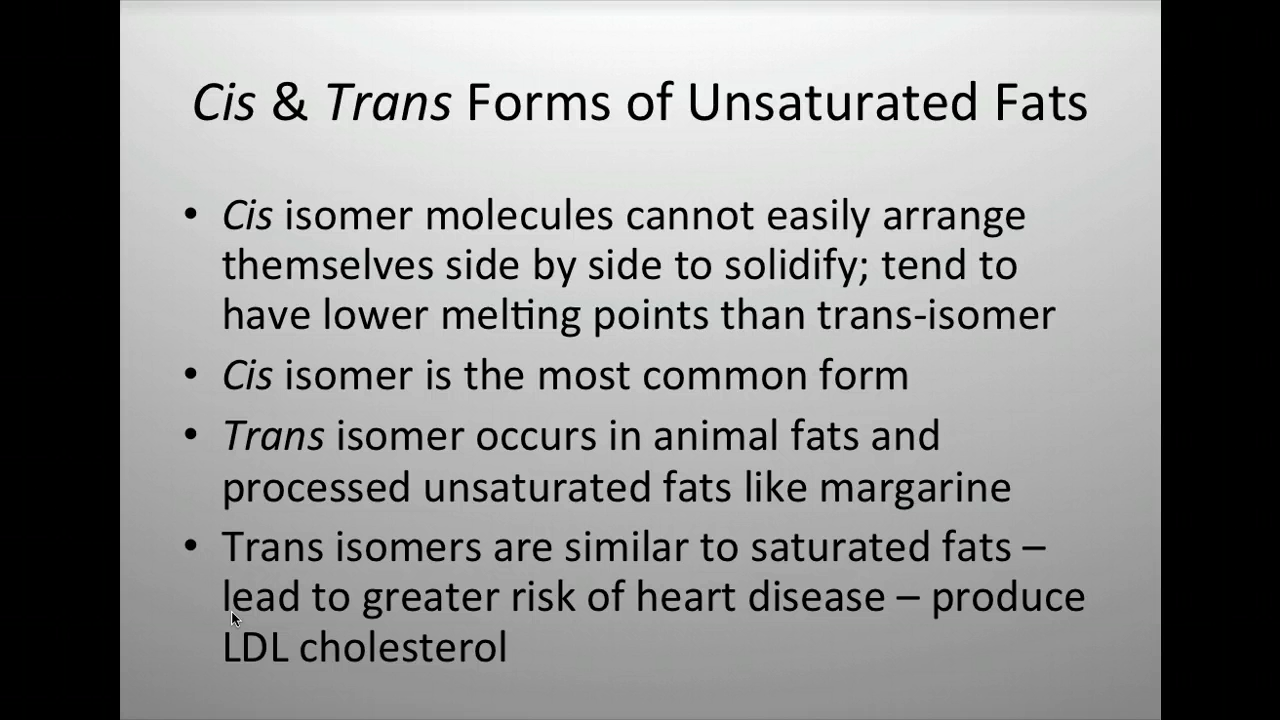 Cis & Trans Forms of Unsaturated Fats
• Cis isomer molecules cannot easily arrange
themselves side by side to solidify; tend to
have lower melting points than trans-isomer
• Cis isomer is the most common form
• Trans isomer occurs in animal fats and
processed unsaturated fats like margarine
• Trans isomers are similar to saturated fats –
lead to greater risk of heart disease – produce
LDL cholesterol